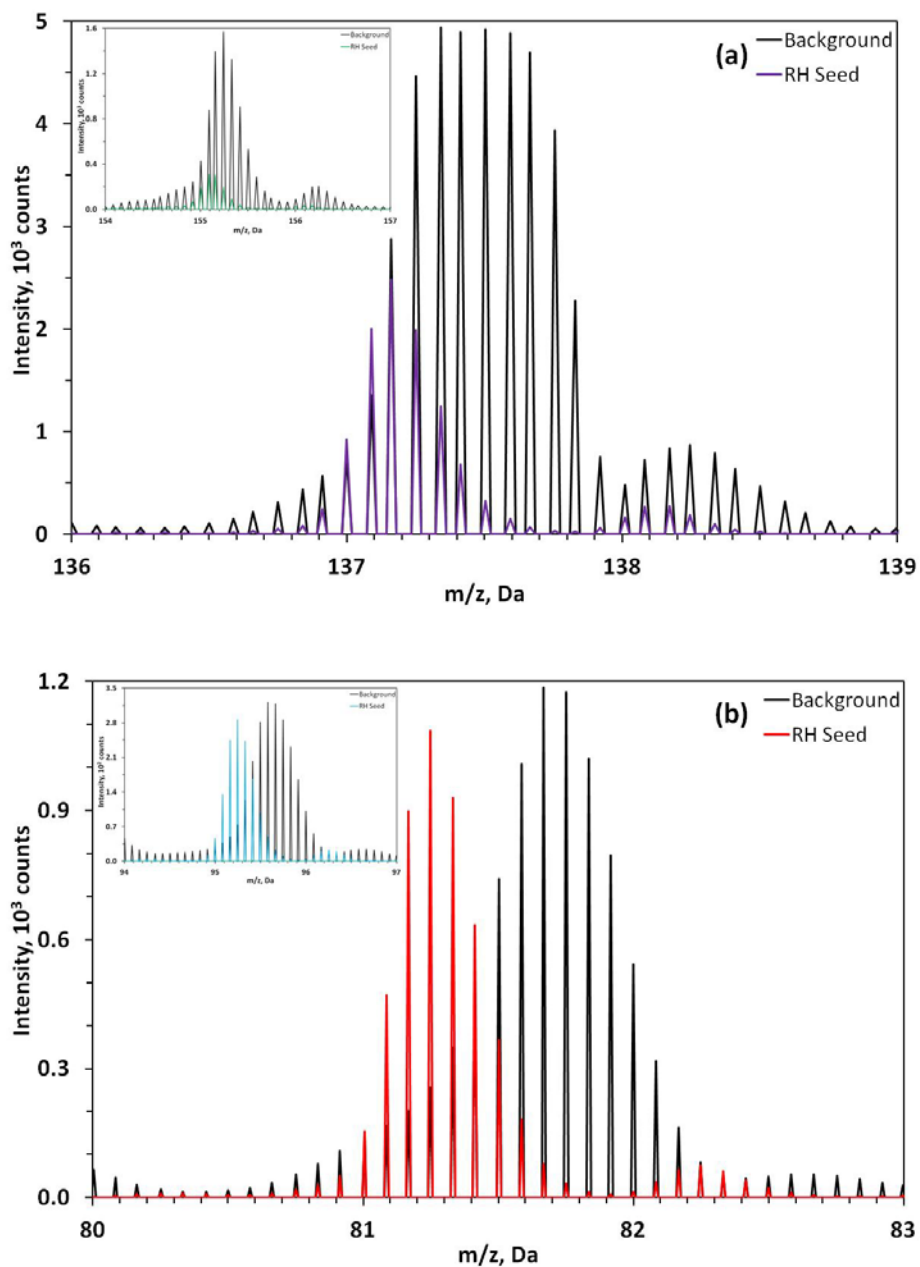 5
4
3
2
1
0
Intensity, 10³ counts
(a)
Background
RH Seed
136
137
138
139
m/z, Da
1.6
1.2
0.8
0.4
0.0
Intensity, 10³ counts
Background
RH Seed
154
155
156
157
m/z, Da
1.2
0.9
0.6
0.3
0.0
Intensity, 10³ counts
(b)
Background
RH Seed
80
81
82
83
m/z, Da
3.5
2.8
2.1
1.4
0.7
0.0
Intensity, 10² counts
Background
RH Seed
94
95
96
97
m/z, Da